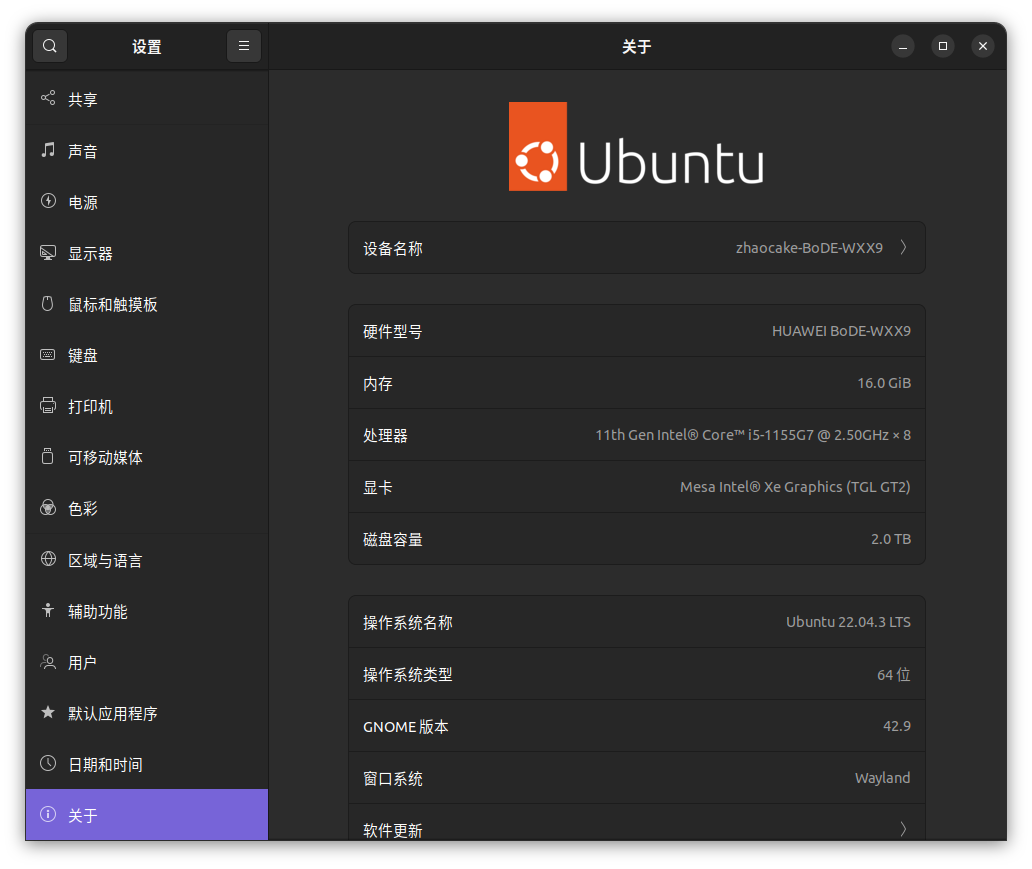 设置
关于
共享
声音
电源
显示器
鼠标和触摸板
键盘
打印机
可移动媒体
色彩
区域与语言
辅助功能
用户
默认应用程序
日期和时间
关于
Ubuntu
设备名称 zhaocake-BoDE-WXX9
硬件型号 HUAWEI BoDE-WXX9
内存 16.0 GiB
处理器 11th Gen Intel® Core™ i5-1155G7 @ 2.50GHz × 8
显卡 Mesa Intel® Xe Graphics (TGL GT2)
磁盘容量 2.0 TB
操作系统名称 Ubuntu 22.04.3 LTS
操作系统类型 64 位
GNOME 版本 42.9
窗口系统 Wayland
软件更新